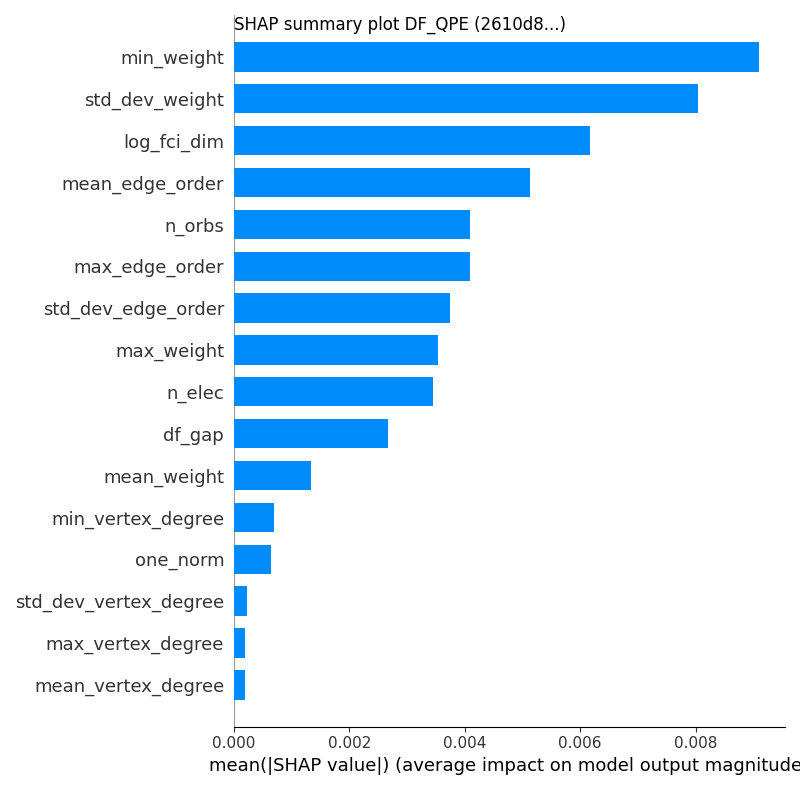 SHAP summary plot DF_QPE (2610d8...)
min_weight
std_dev_weight
log_fci_dim
mean_edge_order
n_orbs
max_edge_order
std_dev_edge_order
max_weight
n_elec
df_gap
mean_weight
min_vertex_degree
one_norm
std_dev_vertex_degree
max_vertex_degree
mean_vertex_degree
0.000 0.002 0.004 0.006 0.008
mean(|SHAP value|) (average impact on model output magnitude